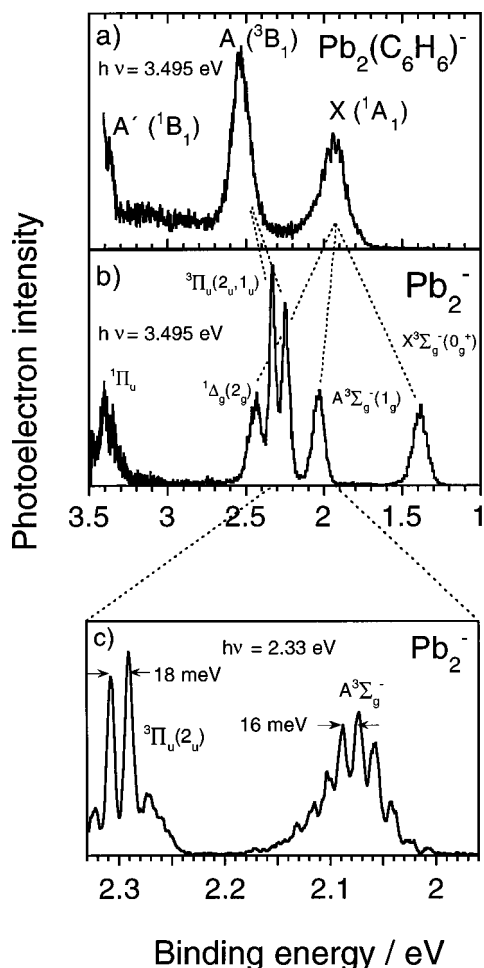 a)
A (³B₁)
Pb₂(C₆H₆)⁻
h ν = 3.495 eV
X (¹A₁)
A´ (¹B₁)
Photoelectron intensity
b)
³Πᵤ(2ᵤ,1ᵤ)
Pb₂⁻
h ν = 3.495 eV
X³Σg⁻(0g⁺)
¹Πᵤ
¹Δg(2g)
A³Σg⁻(1g)
3.5 3 2.5 2 1.5 1
c)
Pb₂⁻
hν = 2.33 eV
18 meV
A³Σg⁻
16 meV
³Πᵤ(2ᵤ)
2.3 2.2 2.1 2
Binding energy / eV